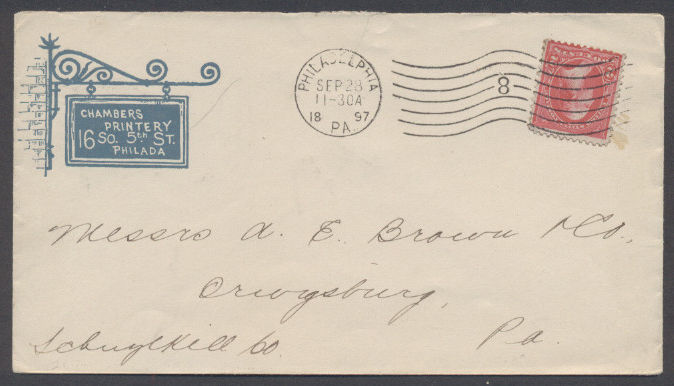 CHAMBERS
PRINTERY
16 SO. 5th ST.
PHILADA
PHILADELPHIA
SEP 28
11-30A
18 97
PA.
8
Messrs A. E. Brown & Co.,
Orwigsburg,
Schuylkill Co. Pa.